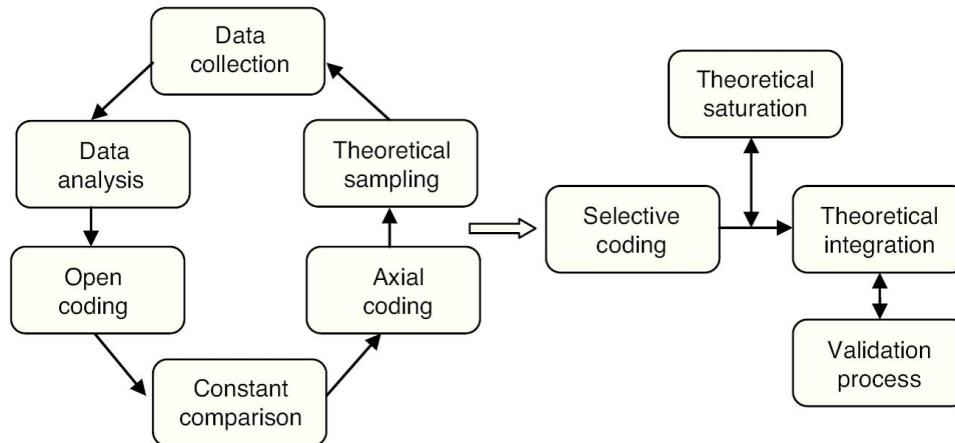 Data
collection
Data
analysis
Open
coding
Constant
comparison
Axial
coding
Theoretical
sampling
Selective
coding
Theoretical
saturation
Theoretical
integration
Validation
process